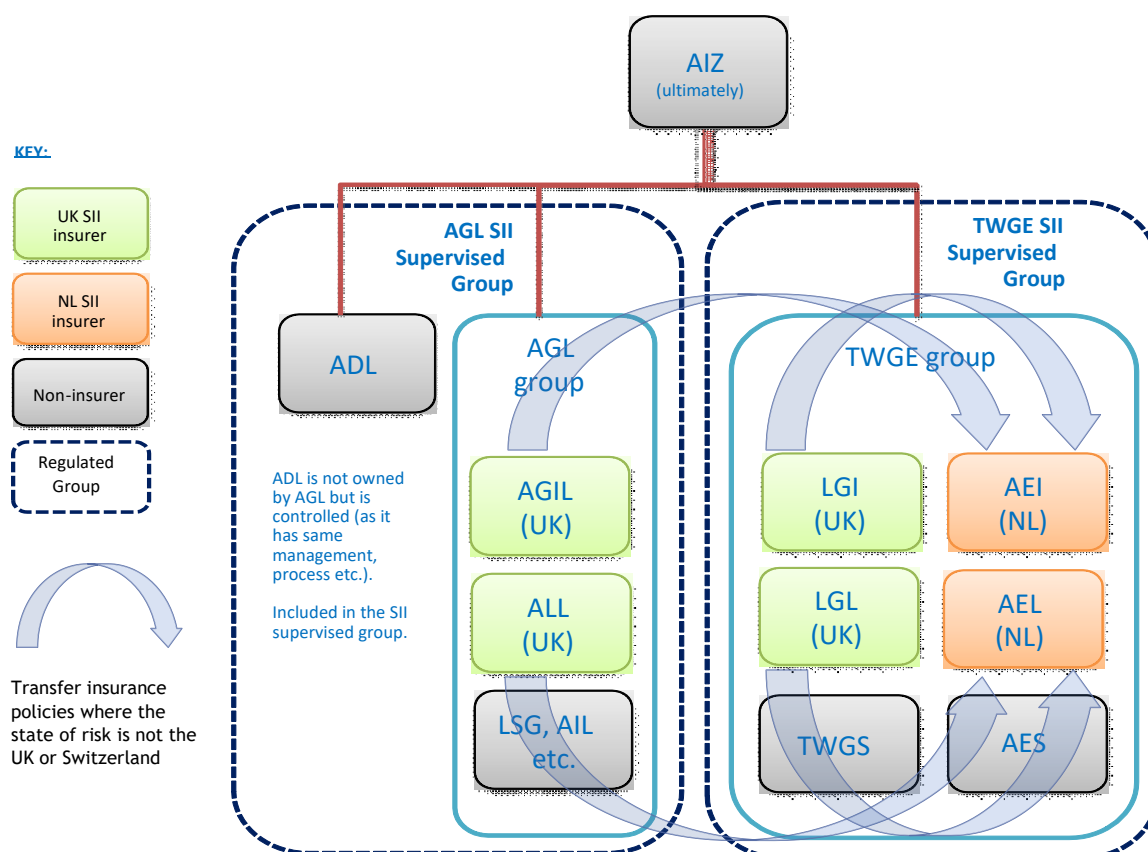 AIZ
(ultimately)
KEY:
UK SII
insurer
NL SII
insurer
Non-insurer
Regulated
Group
Transfer insurance
policies where the
state of risk is not the
UK or Switzerland
AGL SII
Supervised
Group
ADL
ADL is not owned
by AGL but is
controlled (as it
has same
management,
process etc.).
Included in the SII
supervised group.
AGL
group
AGIL
(UK)
ALL
(UK)
LSG, AIL
etc.
TWGE SII
Supervised
Group
TWGE group
LGI
(UK)
AEI
(NL)
LGL
(UK)
AEL
(NL)
TWGS
AES